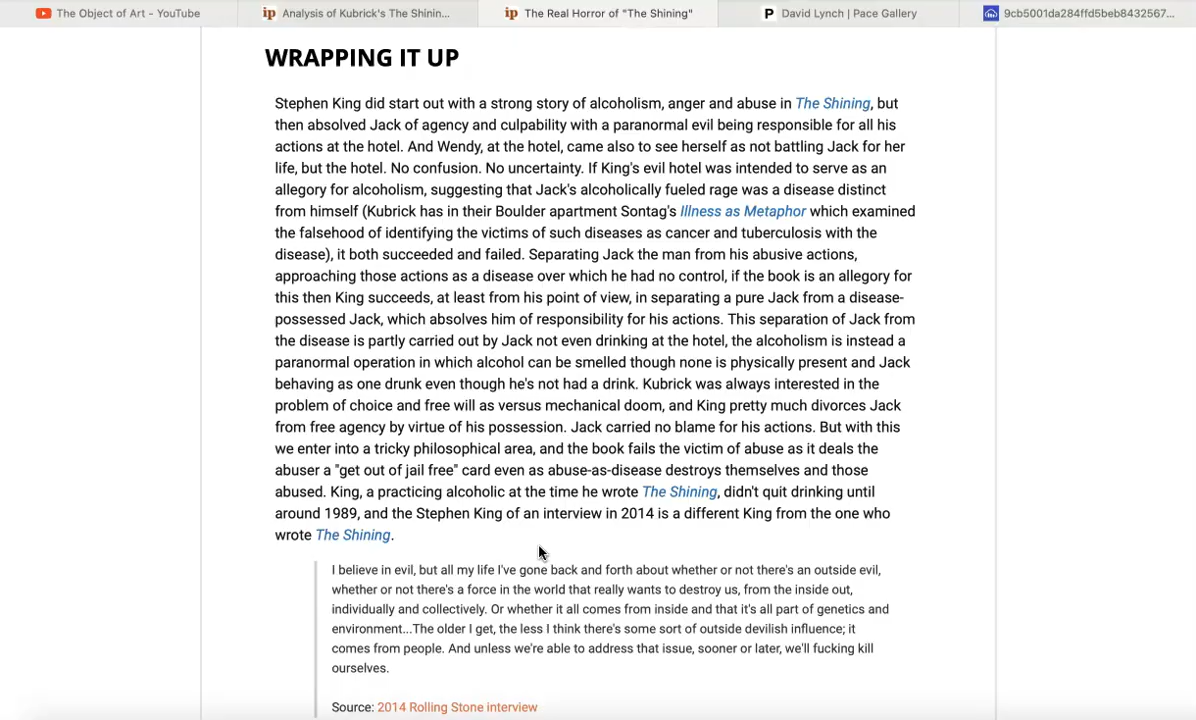 The Object of Art - YouTube
ip Analysis of Kubrick's The Shinin...
ip The Real Horror of "The Shining"
P David Lynch | Pace Gallery
9cb5001da284ffd5beb8432567...
WRAPPING IT UP
Stephen King did start out with a strong story of alcoholism, anger and abuse in The Shining, but
then absolved Jack of agency and culpability with a paranormal evil being responsible for all his
actions at the hotel. And Wendy, at the hotel, came also to see herself as not battling Jack for her
life, but the hotel. No confusion. No uncertainty. If King's evil hotel was intended to serve as an
allegory for alcoholism, suggesting that Jack's alcoholically fueled rage was a disease distinct
from himself (Kubrick has in their Boulder apartment Sontag's Illness as Metaphor which examined
the falsehood of identifying the victims of such diseases as cancer and tuberculosis with the
disease), it both succeeded and failed. Separating Jack the man from his abusive actions,
approaching those actions as a disease over which he had no control, if the book is an allegory for
this then King succeeds, at least from his point of view, in separating a pure Jack from a disease-
possessed Jack, which absolves him of responsibility for his actions. This separation of Jack from
the disease is partly carried out by Jack not even drinking at the hotel, the alcoholism is instead a
paranormal operation in which alcohol can be smelled though none is physically present and Jack
behaving as one drunk even though he's not had a drink. Kubrick was always interested in the
problem of choice and free will as versus mechanical doom, and King pretty much divorces Jack
from free agency by virtue of his possession. Jack carried no blame for his actions. But with this
we enter into a tricky philosophical area, and the book fails the victim of abuse as it deals the
abuser a "get out of jail free" card even as abuse-as-disease destroys themselves and those
abused. King, a practicing alcoholic at the time he wrote The Shining, didn't quit drinking until
around 1989, and the Stephen King of an interview in 2014 is a different King from the one who
wrote The Shining.
I believe in evil, but all my life I've gone back and forth about whether or not there's an outside evil,
whether or not there's a force in the world that really wants to destroy us, from the inside out,
individually and collectively. Or whether it all comes from inside and that it's all part of genetics and
environment...The older I get, the less I think there's some sort of outside devilish influence; it
comes from people. And unless we're able to address that issue, sooner or later, we'll fucking kill
ourselves.
Source: 2014 Rolling Stone interview